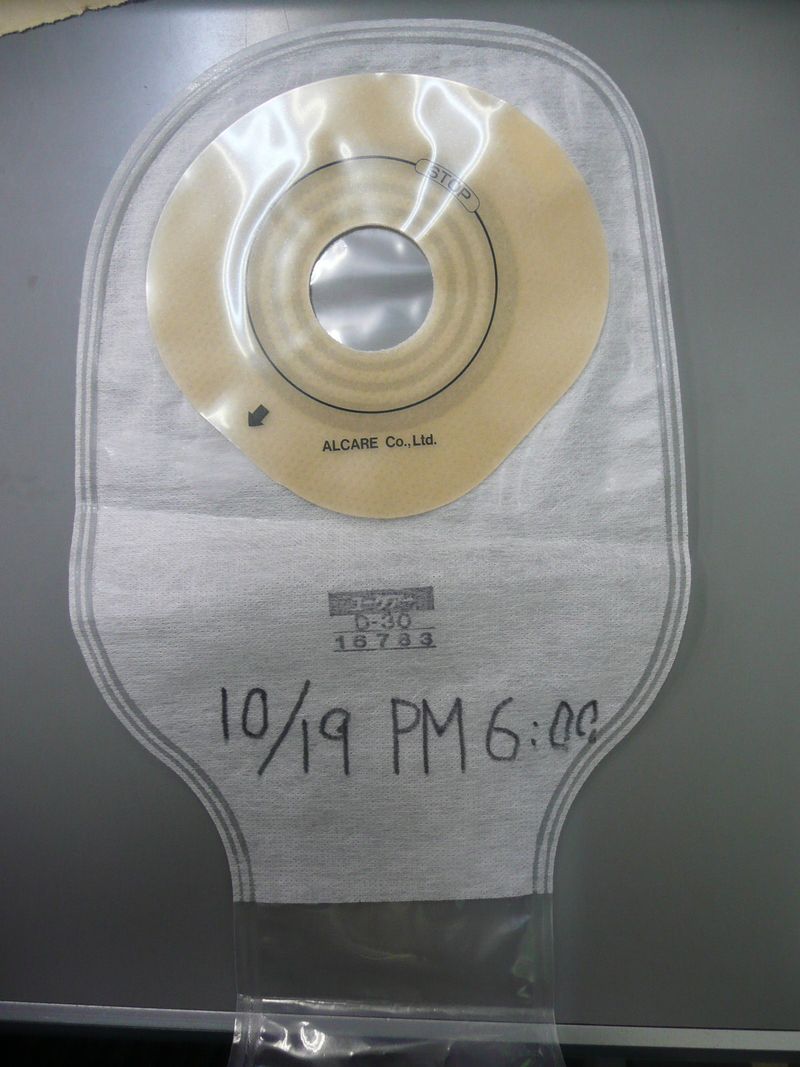 STOP
ALCARE Co.,Ltd.
D-30
16783
10/19 PM 6:00